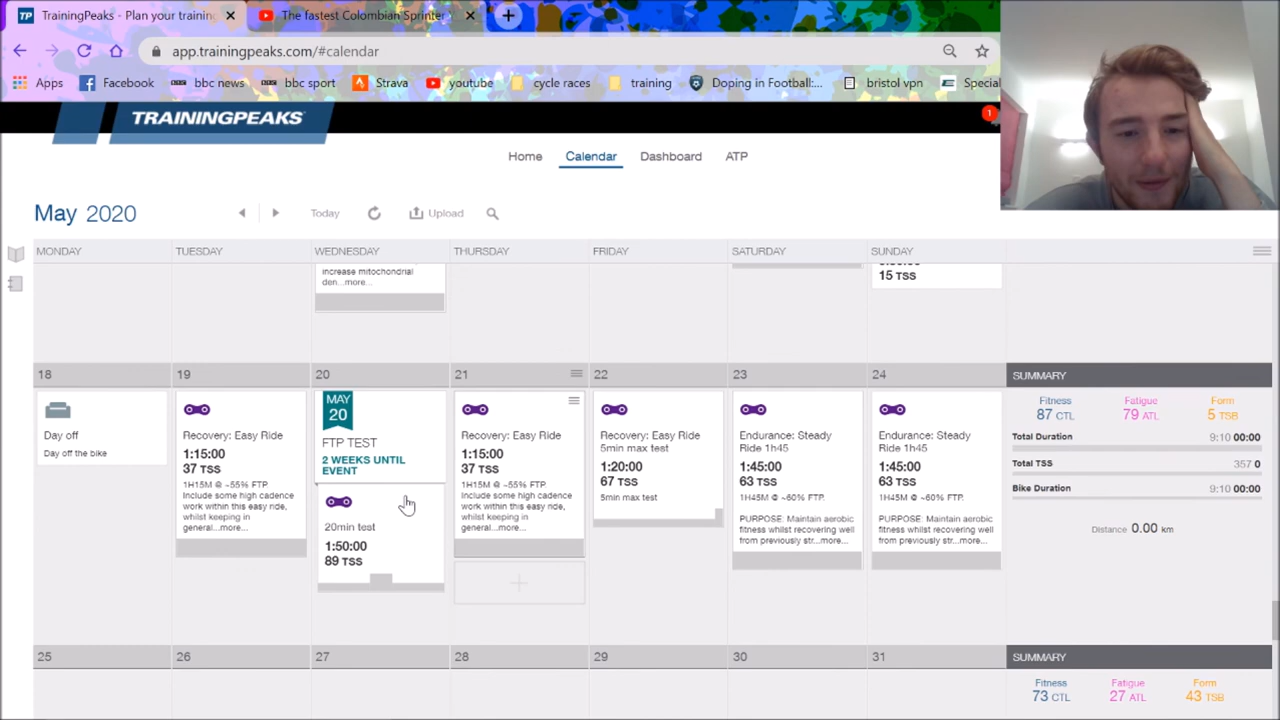 TrainingPeaks - Plan your training
The fastest Colombian Sprinter
app.trainingpeaks.com/#calendar
Apps
Facebook
bbc news
bbc sport
Strava
youtube
cycle races
training
Doping in Football:...
bristol vpn
Special
TRAININGPEAKS
1
Home
Calendar
Dashboard
ATP
May 2020
Today
Upload
MONDAY
TUESDAY
WEDNESDAY
THURSDAY
FRIDAY
SATURDAY
SUNDAY
increase mitochondrial
den...more...
15 TSS
18
19
20
21
22
23
24
SUMMARY
Day off
Day off the bike
Recovery: Easy Ride
1:15:00
37 TSS
1H15M @ ~55% FTP.
Include some high cadence
work within this easy ride,
whilst keeping in
general...more...
MAY
20
FTP TEST
2 WEEKS UNTIL
EVENT
20min test
1:50:00
89 TSS
Recovery: Easy Ride
1:15:00
37 TSS
1H15M @ ~55% FTP.
Include some high cadence
work within this easy ride,
whilst keeping in
general...more...
Recovery: Easy Ride
5min max test
1:20:00
67 TSS
5min max test
Endurance: Steady
Ride 1h45
1:45:00
63 TSS
1H45M @ ~60% FTP.
PURPOSE: Maintain aerobic
fitness whilst recovering well
from previously str...more...
Endurance: Steady
Ride 1h45
1:45:00
63 TSS
1H45M @ ~60% FTP.
PURPOSE: Maintain aerobic
fitness whilst recovering well
from previously str...more...
Fitness
87 CTL
Fatigue
79 ATL
Form
5 TSB
Total Duration 9:10 00:00
Total TSS 357 0
Bike Duration 9:10 00:00
Distance 0.00 km
25
26
27
28
29
30
31
SUMMARY
Fitness
73 CTL
Fatigue
27 ATL
Form
43 TSB